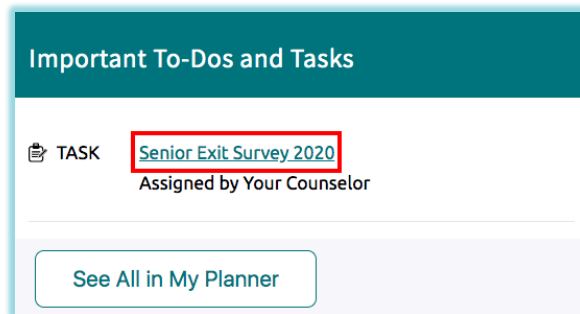 Important To-Dos and Tasks
TASK Senior Exit Survey 2020
Assigned by Your Counselor
See All in My Planner